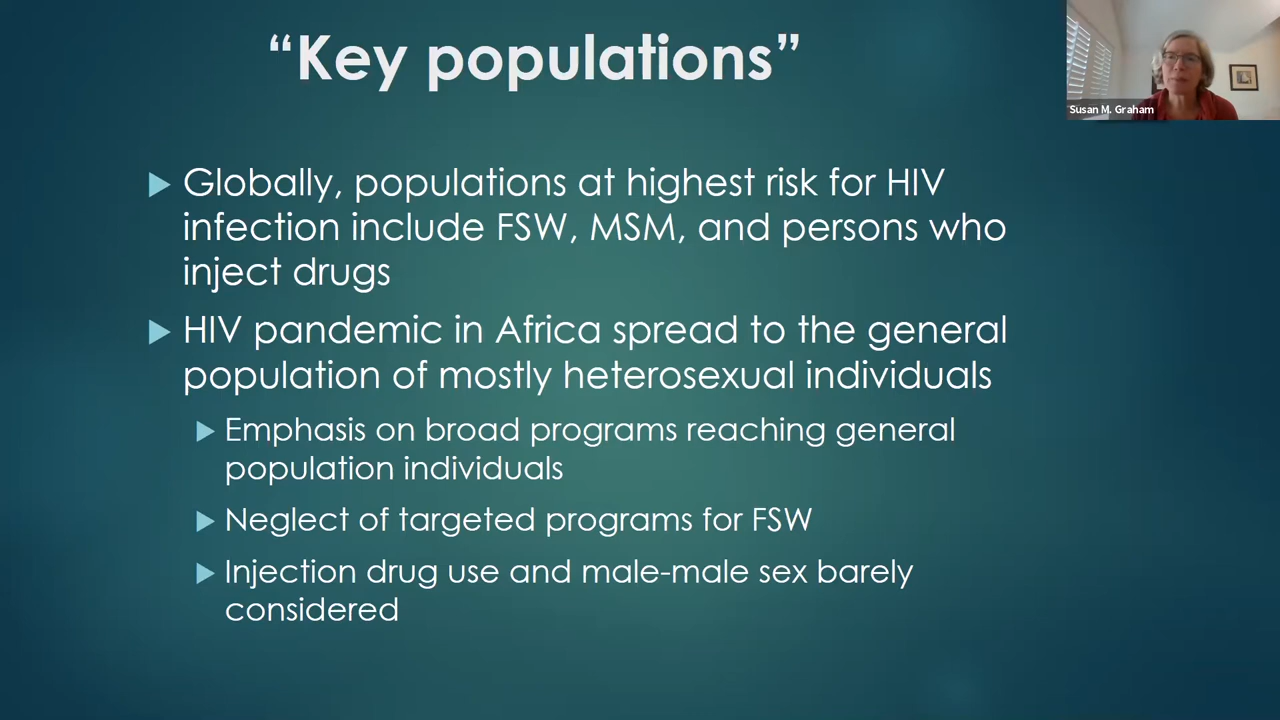 “Key populations”
Susan M. Graham
Globally, populations at highest risk for HIV
infection include FSW, MSM, and persons who
inject drugs
HIV pandemic in Africa spread to the general
population of mostly heterosexual individuals
Emphasis on broad programs reaching general
population individuals
Neglect of targeted programs for FSW
Injection drug use and male-male sex barely
considered